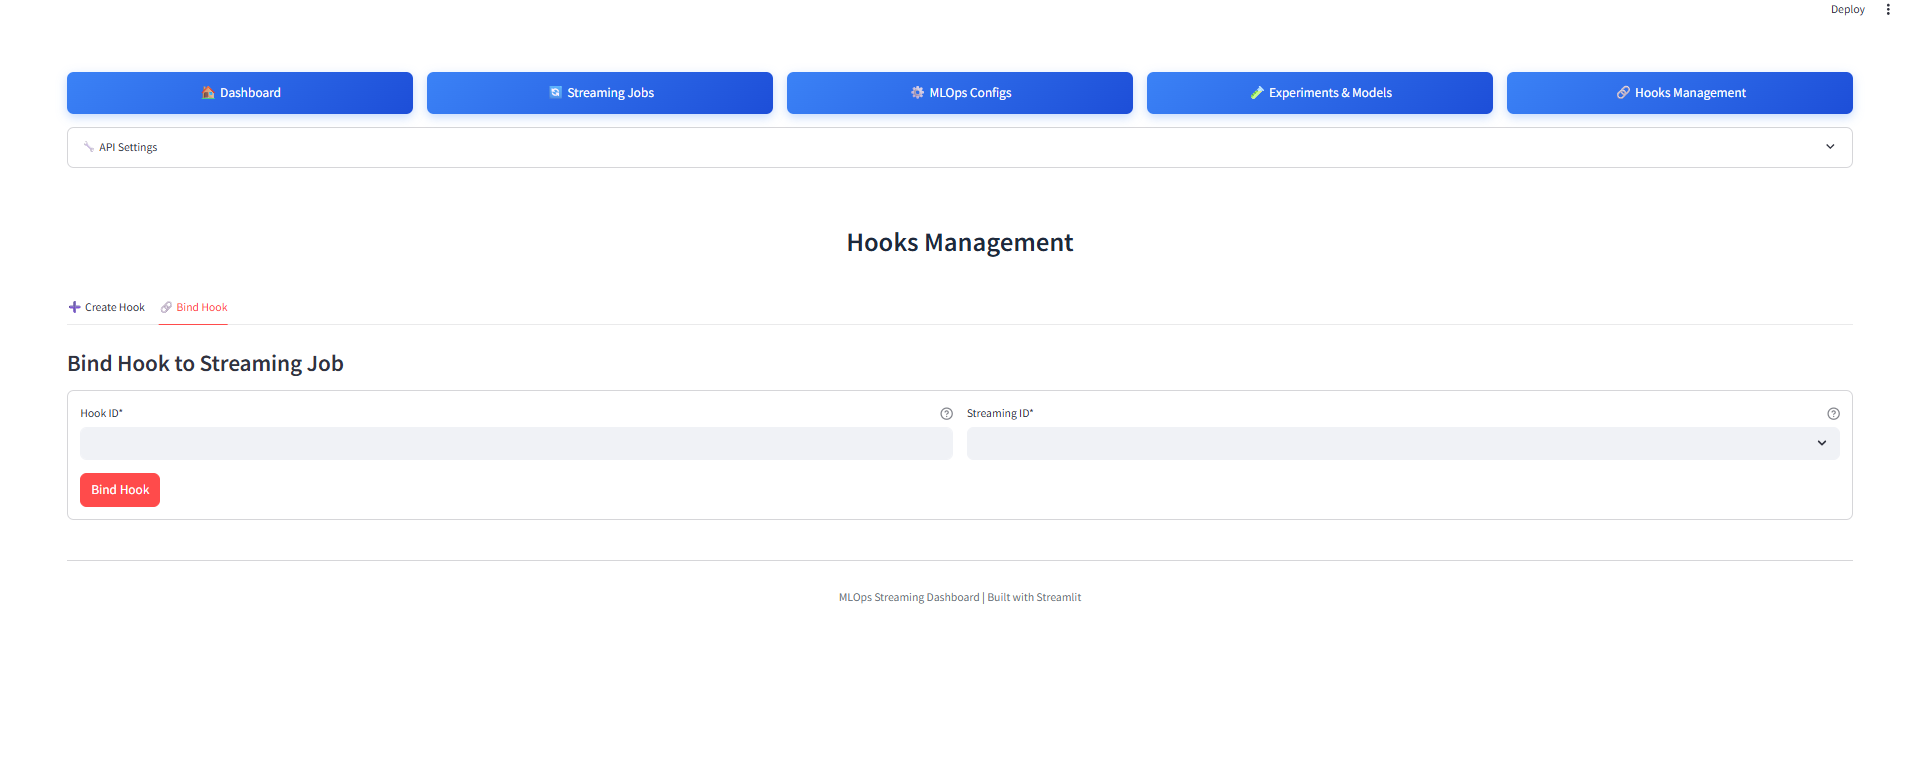 Deploy
Dashboard
Streaming Jobs
MLOps Configs
Experiments & Models
Hooks Management
API Settings
Hooks Management
Create Hook
Bind Hook
Bind Hook to Streaming Job
Hook ID*
Streaming ID*
Bind Hook
MLOps Streaming Dashboard | Built with Streamlit